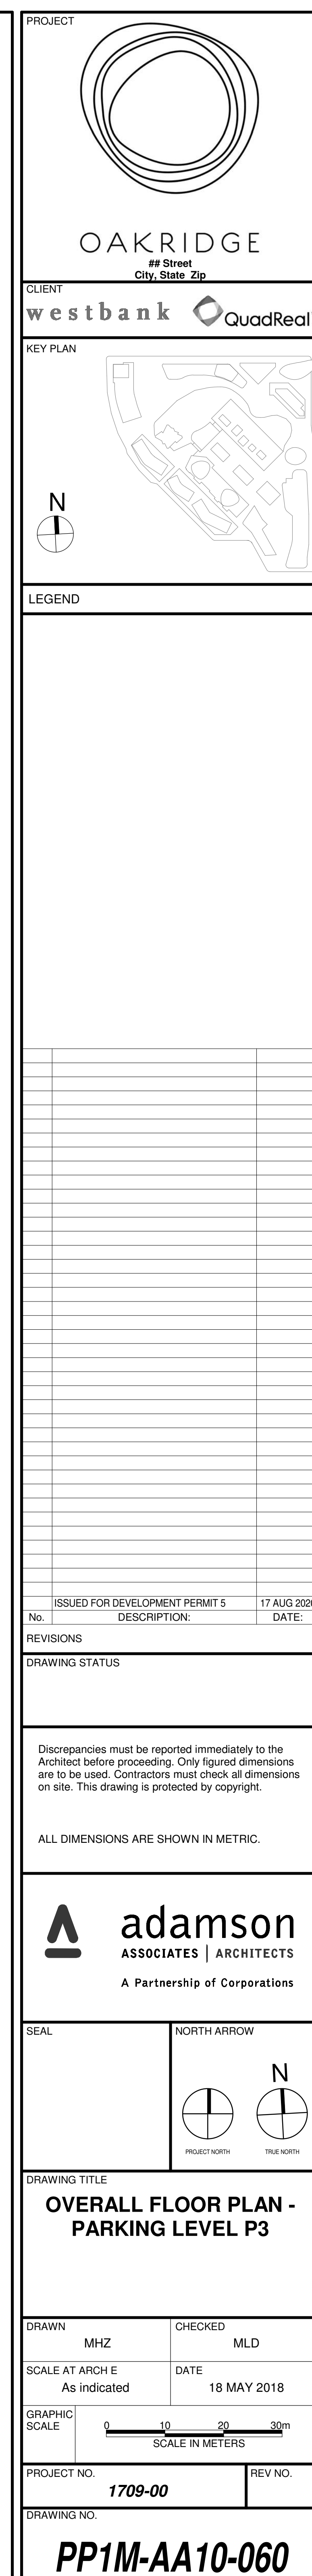 PROJECT
OAKRIDGE
## Street
City, State Zip
CLIENT
westbank
QuadReal
KEY PLAN
N
LEGEND
ISSUED FOR DEVELOPMENT PERMIT 5 17 AUG 2020
No. DESCRIPTION: DATE:
REVISIONS
DRAWING STATUS
Discrepancies must be reported immediately to the
Architect before proceeding. Only figured dimensions
are to be used. Contractors must check all dimensions
on site. This drawing is protected by copyright.
ALL DIMENSIONS ARE SHOWN IN METRIC.
adamson
ASSOCIATES | ARCHITECTS
A Partnership of Corporations
SEAL
NORTH ARROW
N
PROJECT NORTH
TRUE NORTH
DRAWING TITLE
OVERALL FLOOR PLAN -
PARKING LEVEL P3
DRAWN
MHZ
CHECKED
MLD
SCALE AT ARCH E
As indicated
DATE
18 MAY 2018
GRAPHIC
SCALE
0 10 20 30m
SCALE IN METERS
PROJECT NO.
1709-00
REV NO.
DRAWING NO.
PP1M-AA10-060